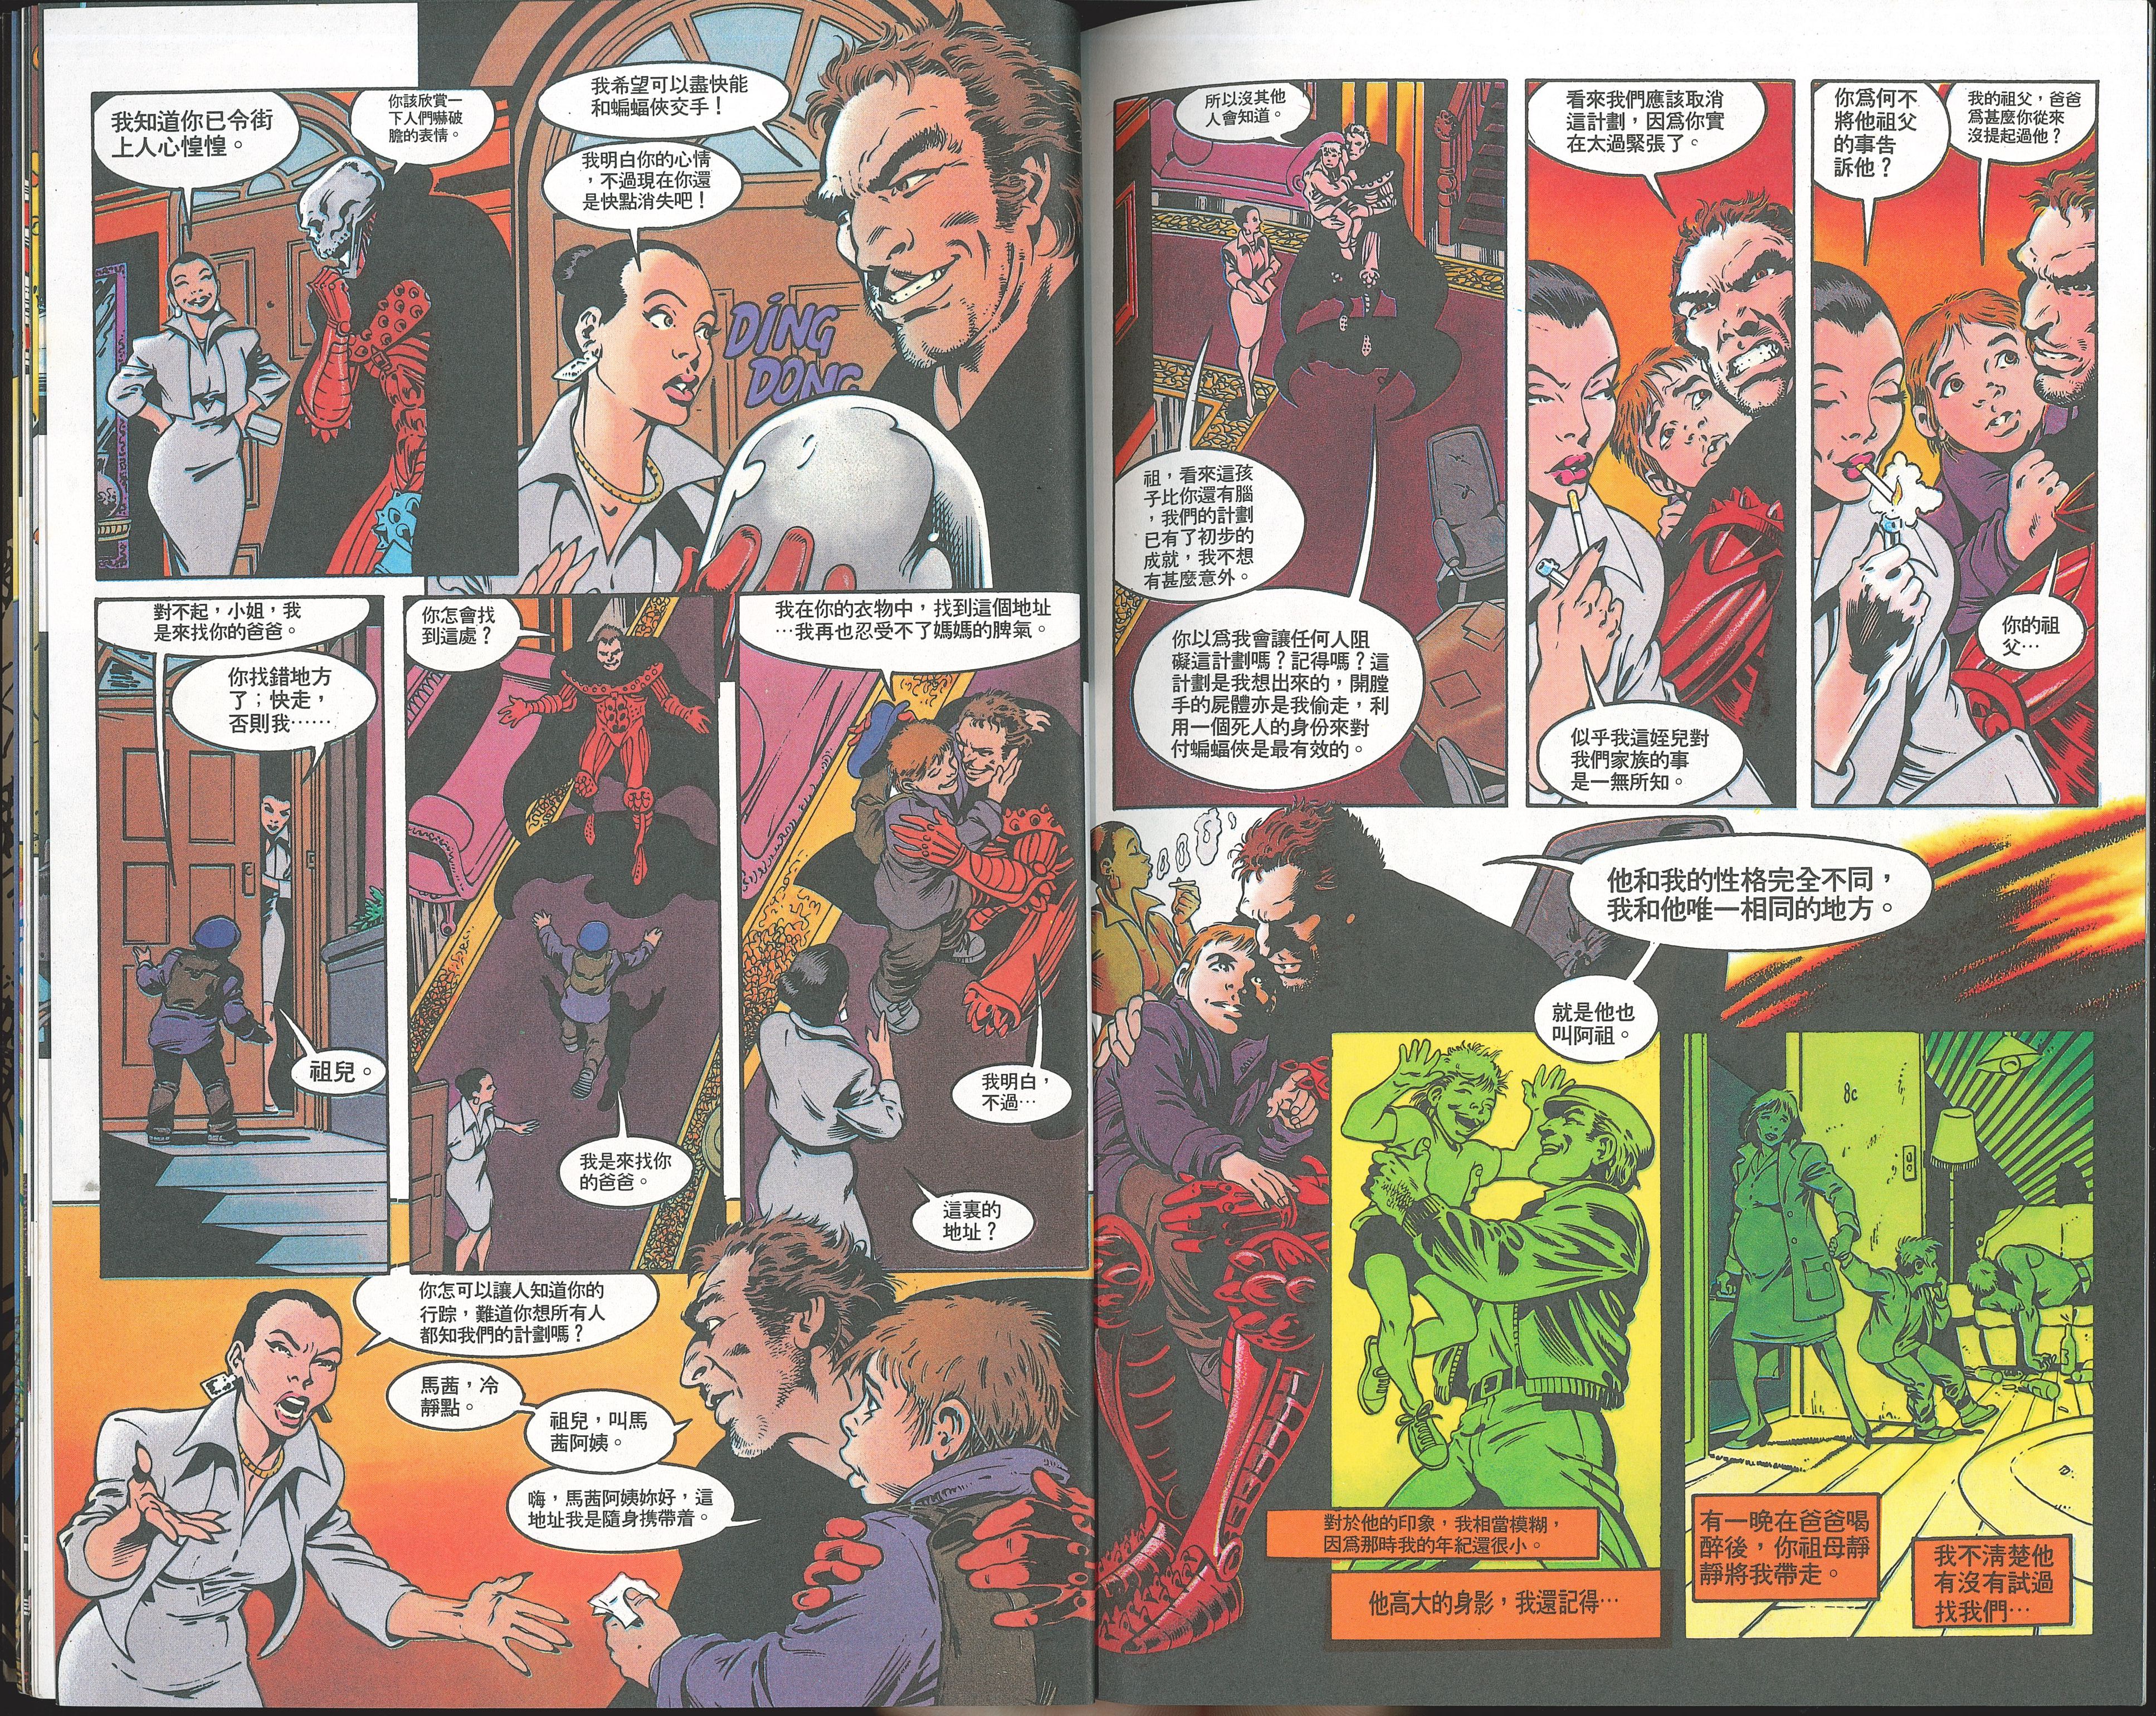 我知道你已令街
上人心惶惶。
你該欣賞一
下人們嚇破
膽的表情。
我希望可以盡快能
和蝙蝠俠交手！
我明白你的心情
，不過現在你還
是快點消失吧！
DING
DONG
對不起，小姐，我
是來找你的爸爸。
你找錯地方
了；快走，
否則我……
祖兒。
你怎會找
到這處？
我是來找你
的爸爸。
我在你的衣物中，找到這個地址
…我再也忍受不了媽媽的脾氣。
我明白，
不過…
這裏的
地址？
你怎可以讓人知道你的
行踪，難道你想所有人
都知我們的計劃嗎？
馬茜，冷
靜點。
祖兒，叫馬
茜阿姨。
嗨，馬茜阿姨妳好，這
地址我是隨身攜帶着。
所以沒其他
人會知道。
祖，看來這孩
子比你還有腦
，我們的計劃
已有了初步的
成就，我不想
有甚麼意外。
你以爲我會讓任何人阻
礙這計劃嗎？記得嗎？這
計劃是我想出來的，開膛
手的屍體亦是我偷走，利
用一個死人的身份來對
付蝙蝠俠是最有效的。
看來我們應該取消
這計劃，因爲你實
在太過緊張了。
似乎我這姪兒對
我們家族的事
是一無所知。
你爲何不
將他祖父
的事告
訴他？
我的祖父，爸爸
爲甚麼你從來
沒提起過他？
你的祖
父…
他和我的性格完全不同，
我和他唯一相同的地方。
就是他也
叫阿祖。
8c
對於他的印象，我相當模糊，
因爲那時我的年紀還很小。
他高大的身影，我還記得…
有一晚在爸爸喝
醉後，你祖母靜
靜將我帶走。
我不清楚他
有沒有試過
找我們…